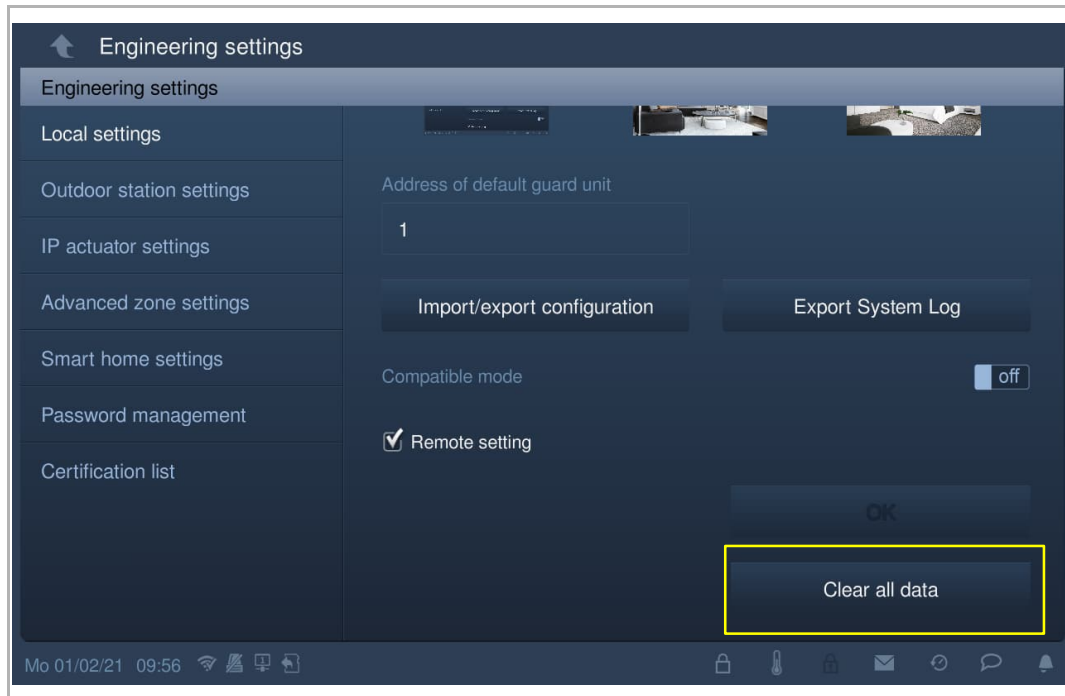 Engineering settings
Engineering settings
Local settings
Outdoor station settings
IP actuator settings
Advanced zone settings
Smart home settings
Password management
Certification list
Address of default guard unit
1
Import/export configuration
Export System Log
Compatible mode
off
Remote setting
OK
Clear all data
Mo 01/02/21 09:56